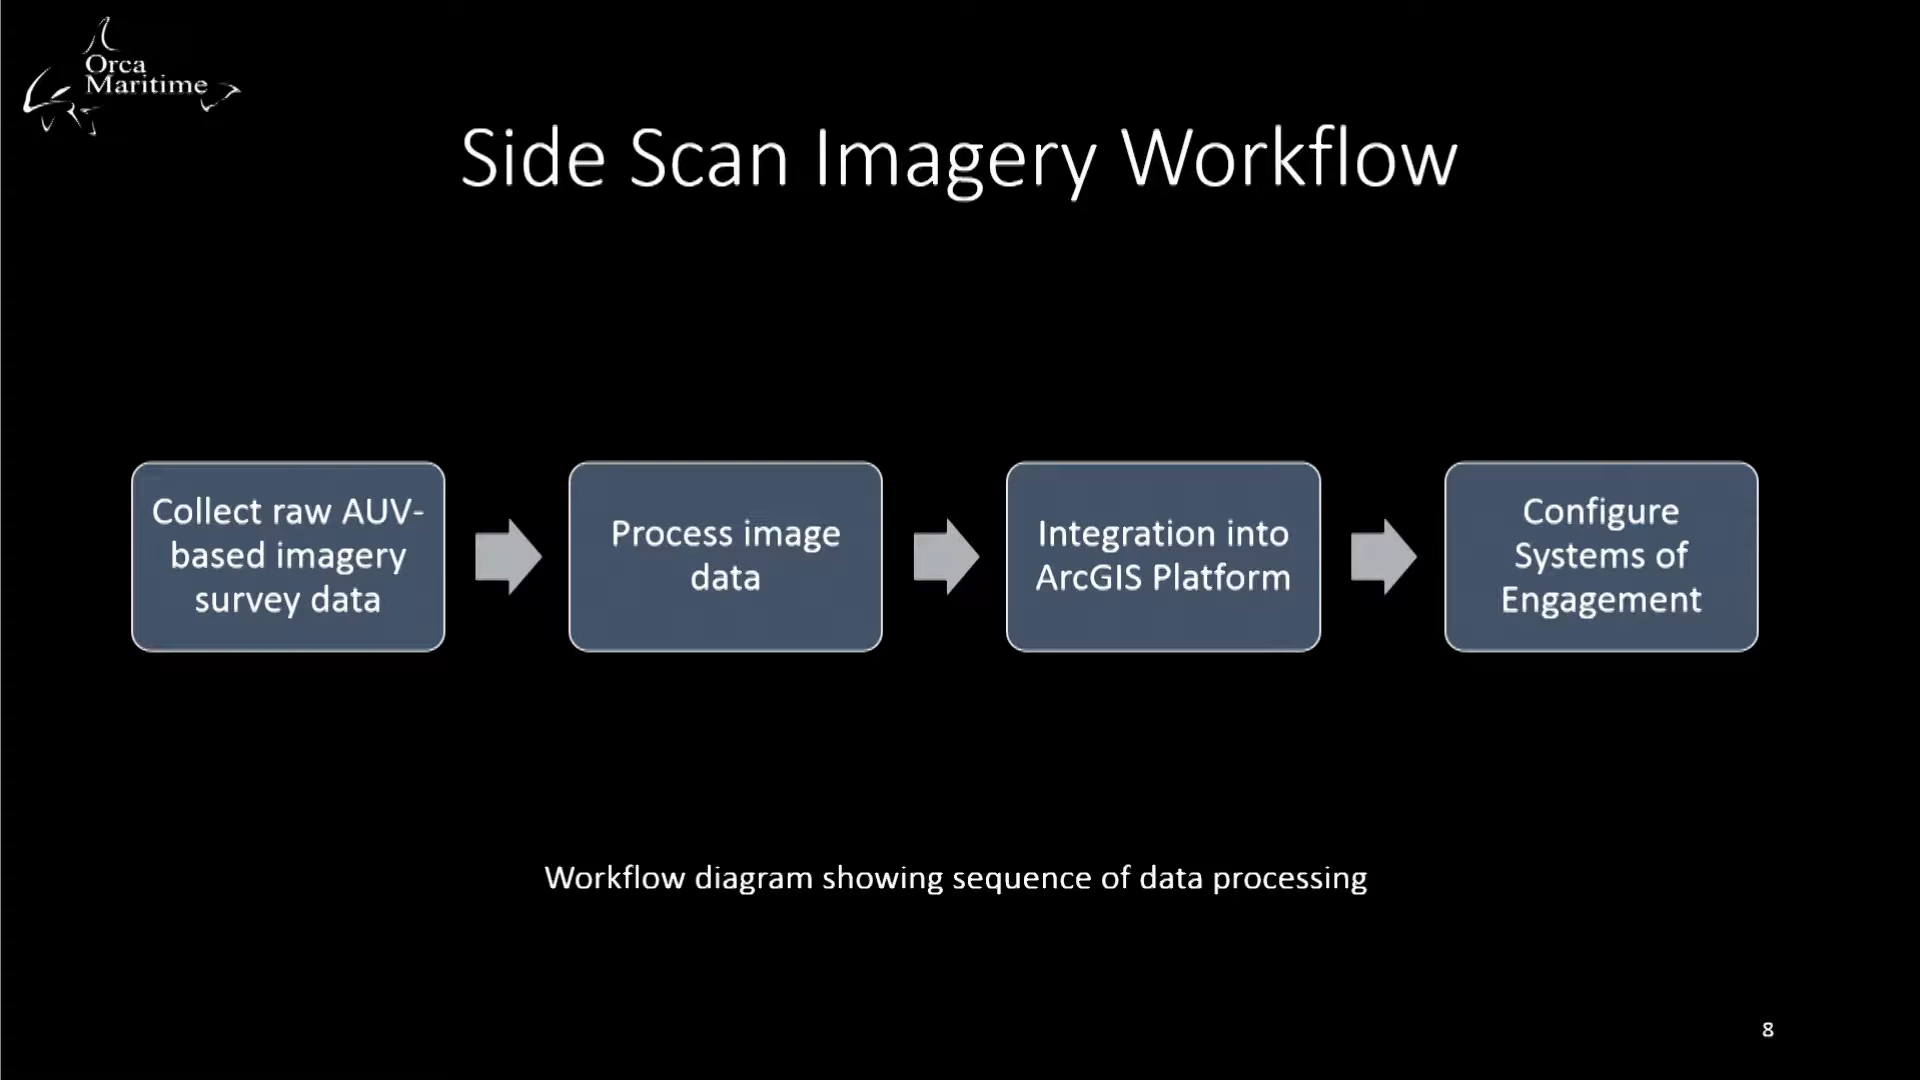 Orca
Maritime
Side Scan Imagery Workflow
Collect raw AUV-
based imagery
survey data
Process image
data
Integration into
ArcGIS Platform
Configure
Systems of
Engagement
Workflow diagram showing sequence of data processing
8